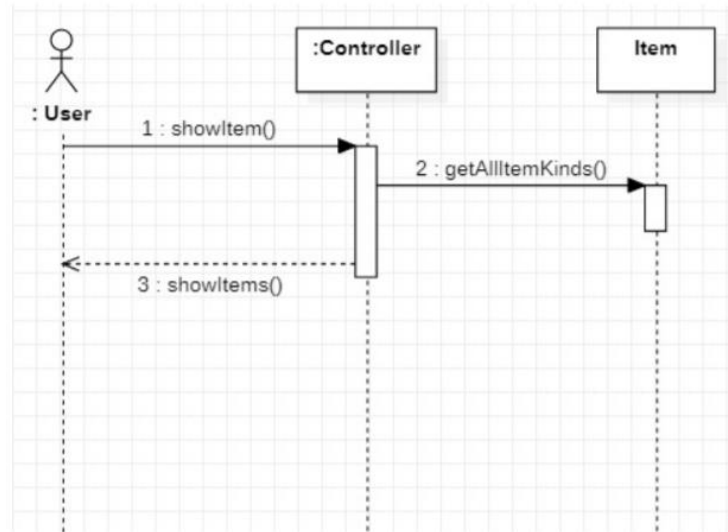 :Controller
Item
: User
1 : showItem()
2 : getAllItemKinds()
3 : showItems()